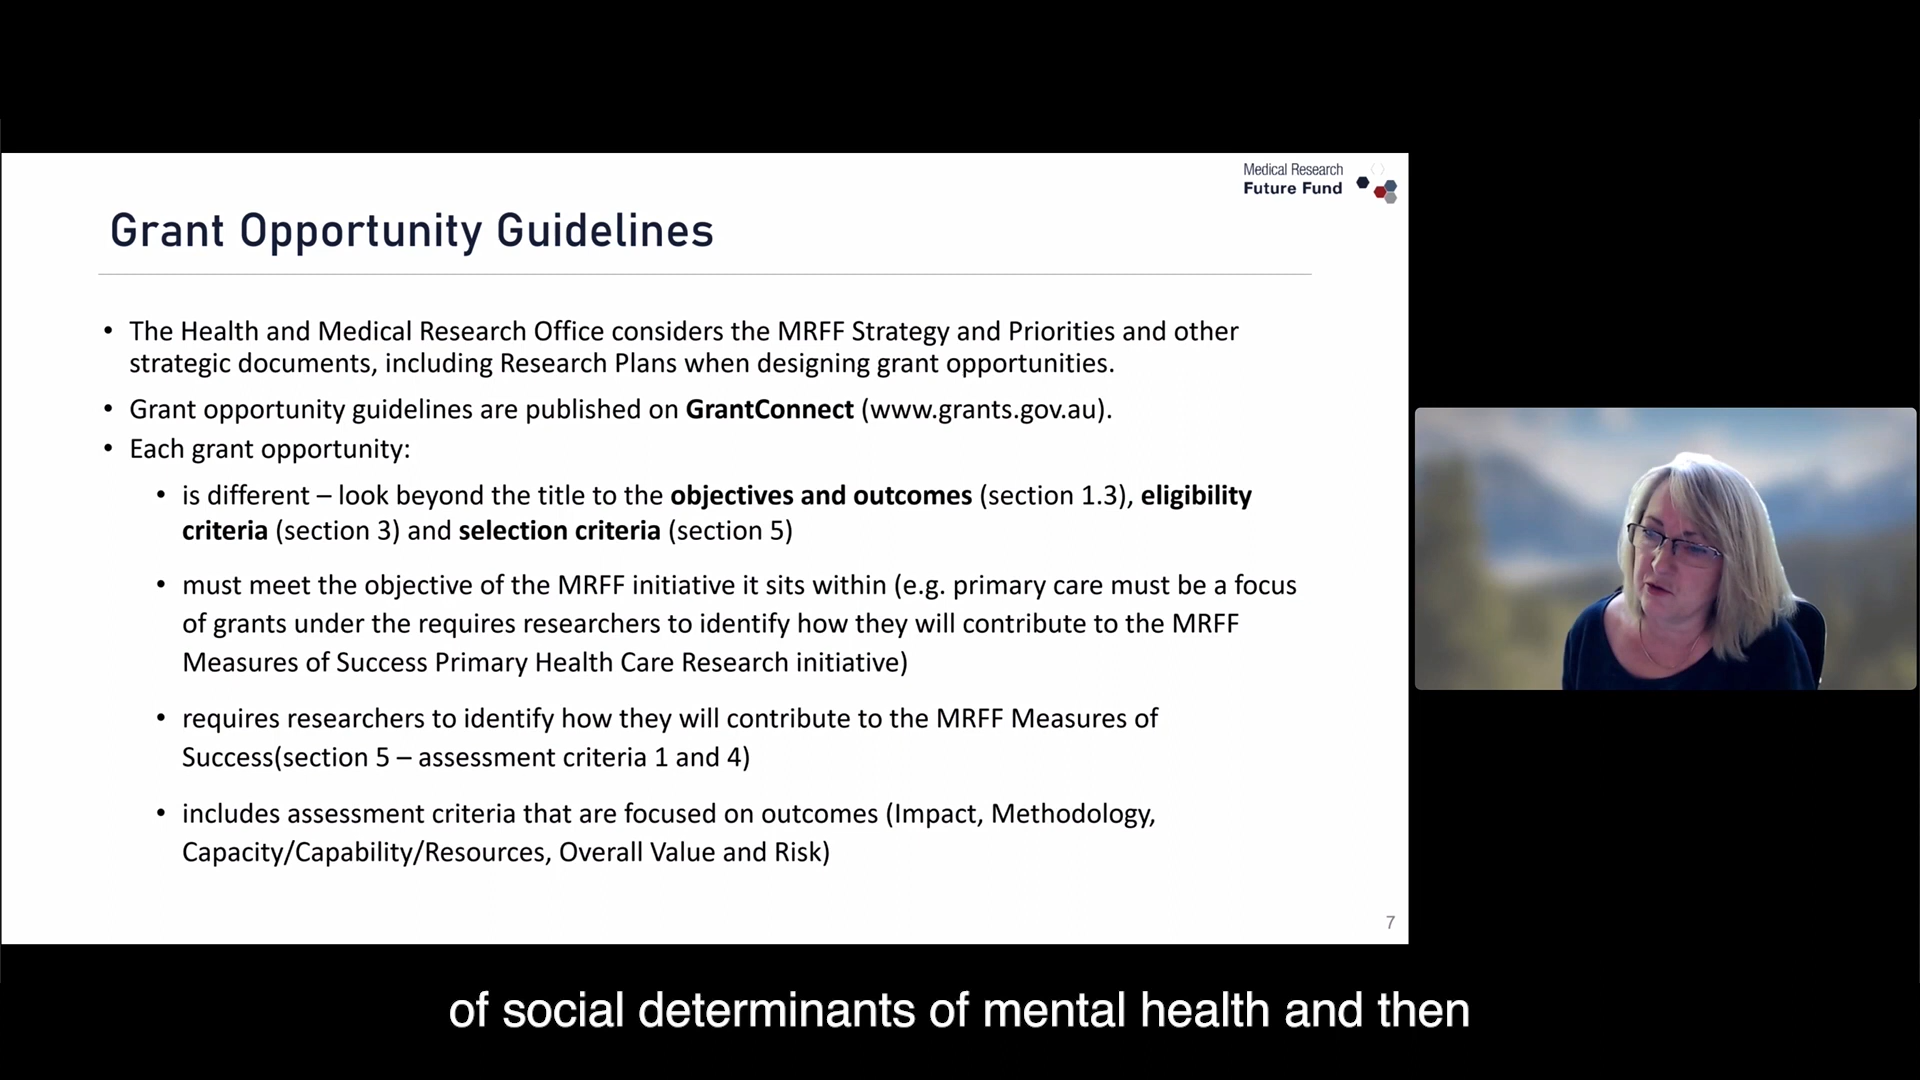 Medical Research
Future Fund
Grant Opportunity Guidelines
• The Health and Medical Research Office considers the MRFF Strategy and Priorities and other
strategic documents, including Research Plans when designing grant opportunities.
• Grant opportunity guidelines are published on GrantConnect (www.grants.gov.au).
• Each grant opportunity:
• is different – look beyond the title to the objectives and outcomes (section 1.3), eligibility
criteria (section 3) and selection criteria (section 5)
• must meet the objective of the MRFF initiative it sits within (e.g. primary care must be a focus
of grants under the requires researchers to identify how they will contribute to the MRFF
Measures of Success Primary Health Care Research initiative)
• requires researchers to identify how they will contribute to the MRFF Measures of
Success(section 5 – assessment criteria 1 and 4)
• includes assessment criteria that are focused on outcomes (Impact, Methodology,
Capacity/Capability/Resources, Overall Value and Risk)
7
of social determinants of mental health and then